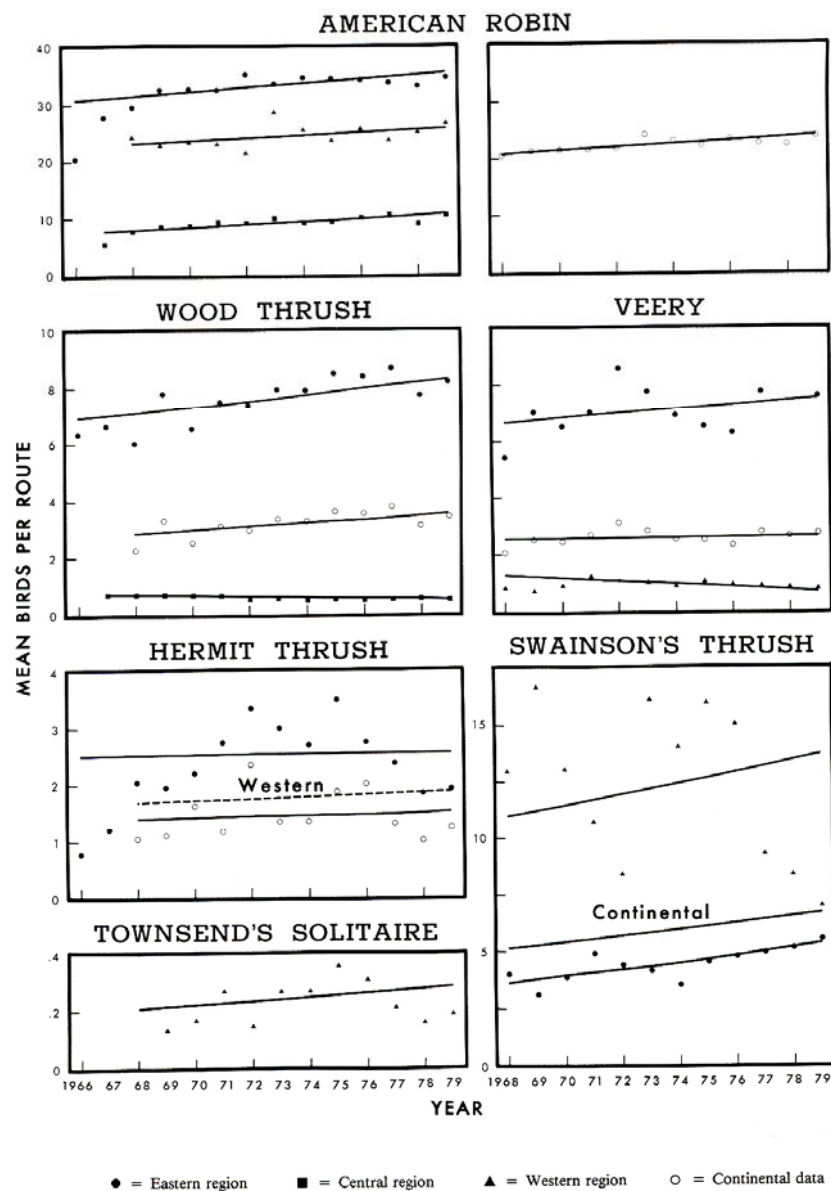 AMERICAN ROBIN
40
30
20
10
0
WOOD THRUSH
VEERY
10
8
6
4
2
0
MEAN BIRDS PER ROUTE
HERMIT THRUSH
SWAINSON'S THRUSH
4
3
2
1
0
Western
15
10
5
0
Continental
TOWNSEND'S SOLITAIRE
.4
.2
0
1966 67 68 69 70 71 72 73 74 75 76 77 78 79
1968 69 70 71 72 73 74 75 76 77 78 79
YEAR
● = Eastern region ■ = Central region ▲ = Western region ○ = Continental data